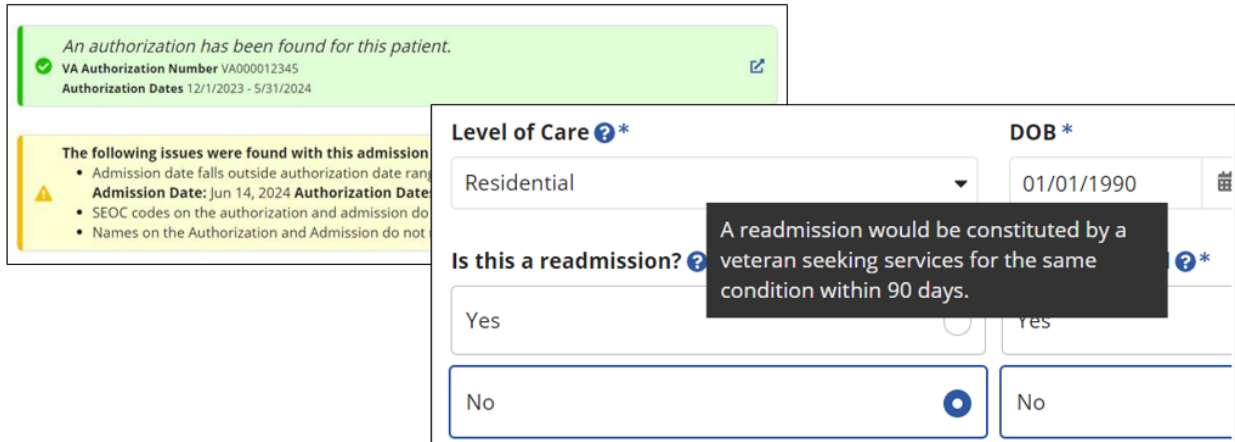 An authorization has been found for this patient.
VA Authorization Number VA000012345
Authorization Dates 12/1/2023 - 5/31/2024
The following issues were found with this admission
Admission date falls outside authorization date
Admission Date: Jun 14, 2024 Authorization
SEOC codes on the authorization and admission do
Names on the Authorization and Admission do not
Level of Care ?*
Residential
DOB *
01/01/1990
A readmission would be constituted by a
veteran seeking services for the same
condition within 90 days.
Is this a readmission? ?
?*
Yes
No
Yes
No